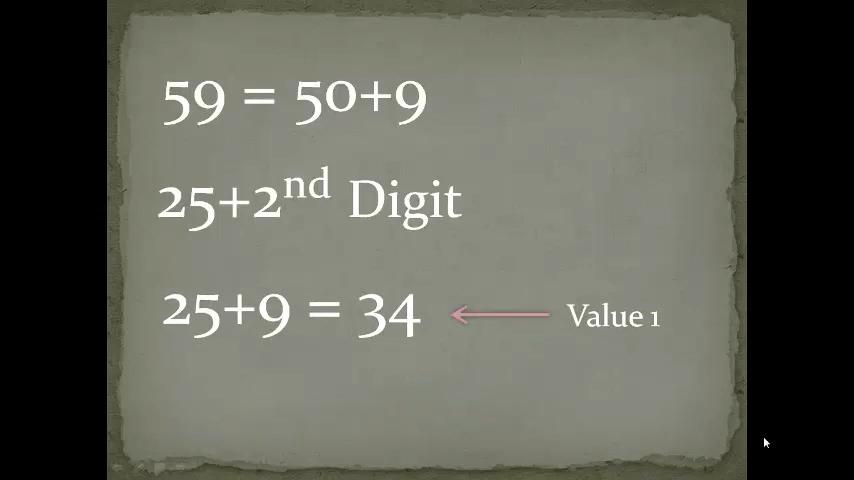 59 = 50+9
25+2nd Digit
25+9 = 34
Value 1